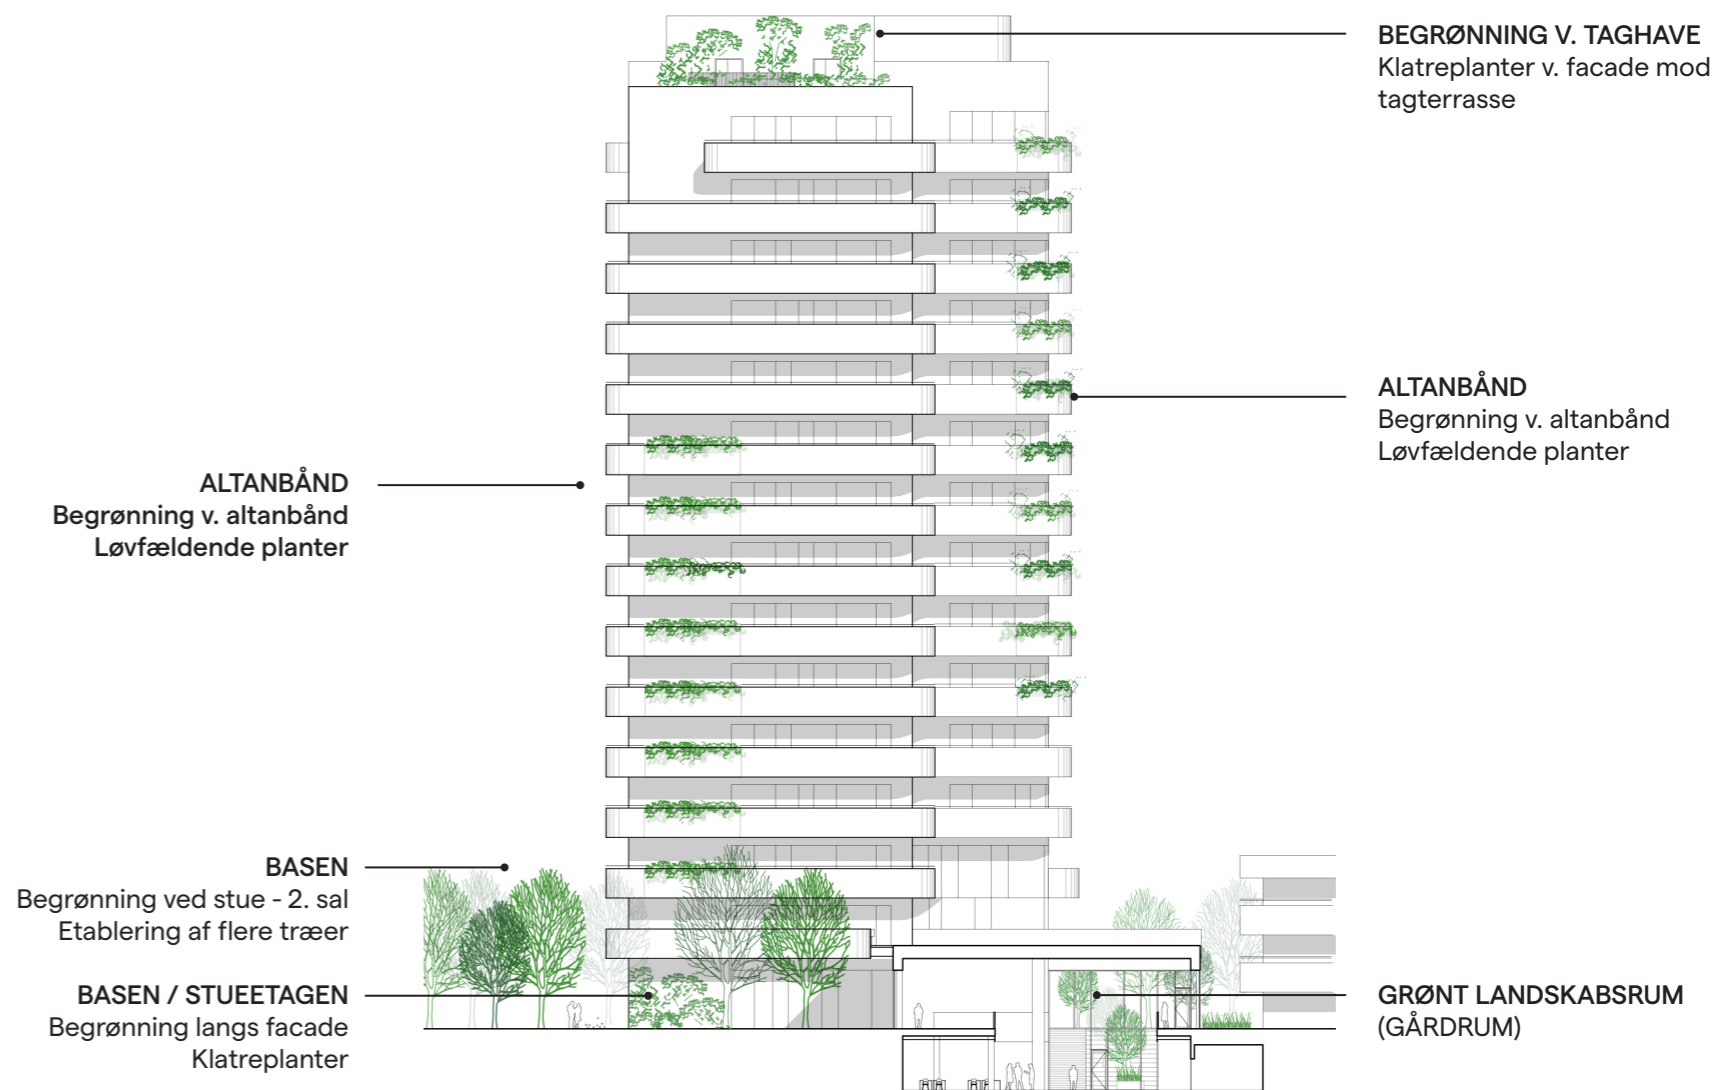 BEGRØNNING V. TAGHAVE
Klatreplanter v. facade mod
tagterrasse
ALTANBÅND
Begrønning v. altanbånd
Løvfældende planter
ALTANBÅND
Begrønning v. altanbånd
Løvfældende planter
BASEN
Begrønning ved stue - 2. sal
Etablering af flere træer
BASEN / STUEETAGEN
Begrønning langs facade
Klatreplanter
GRØNT LANDSKABSRUM
(GÅRDRUM)